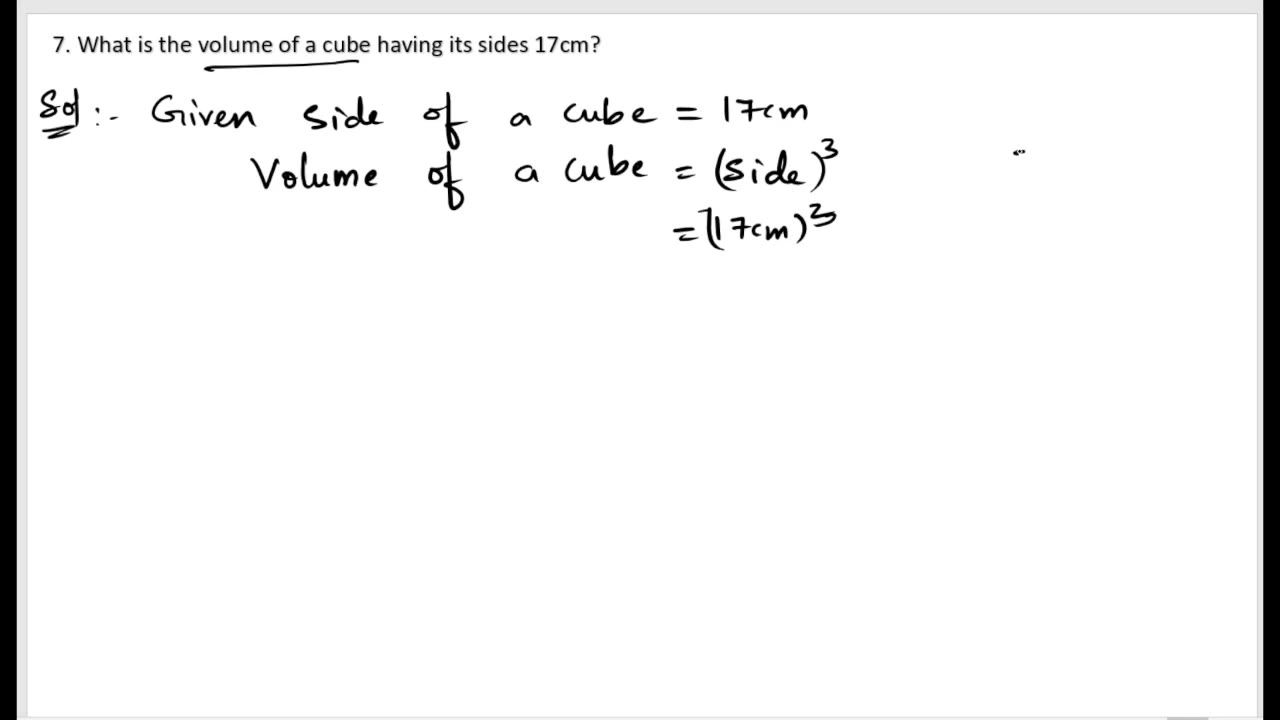 7. What is the volume of a cube having its sides 17cm?
Sol :- Given side of a cube = 17cm
Volume of a cube = (side)³
= (17cm)³